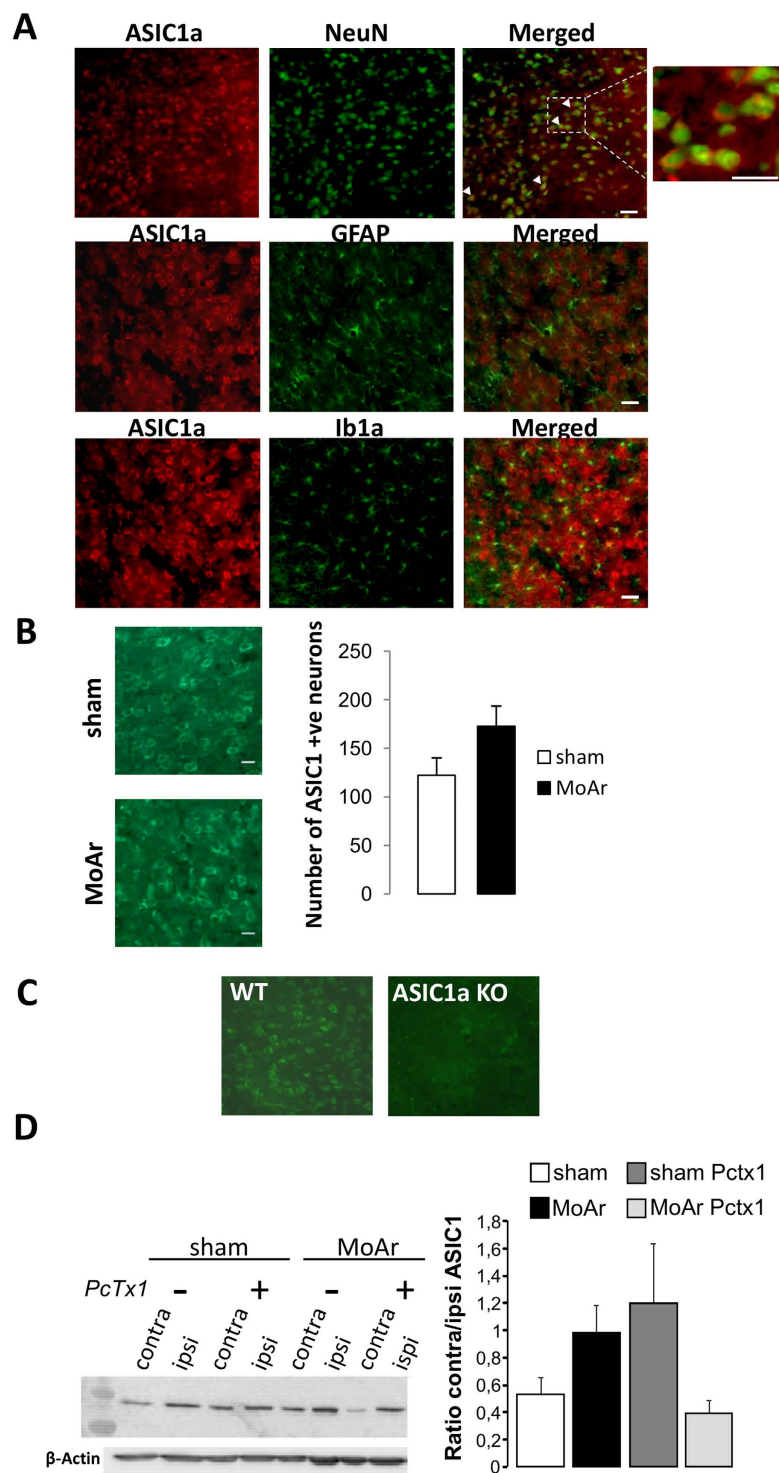 A
ASIC1a NeuN Merged
ASIC1a GFAP Merged
ASIC1a Ib1a Merged
B
sham
MoAr
Number of ASIC1 +ve neurons
250
200
150
100
50
0
sham
MoAr
C
WT
ASIC1a KO
D
sham MoAr
PcTx1 - + - +
contra ipsi contra ipsi contra ipsi contra ispi
β-Actin
sham sham Pctx1
MoAr MoAr Pctx1
Ratio contra/ipsi ASIC1
1,8
1,6
1,4
1,2
1
0,8
0,6
0,4
0,2
0,0